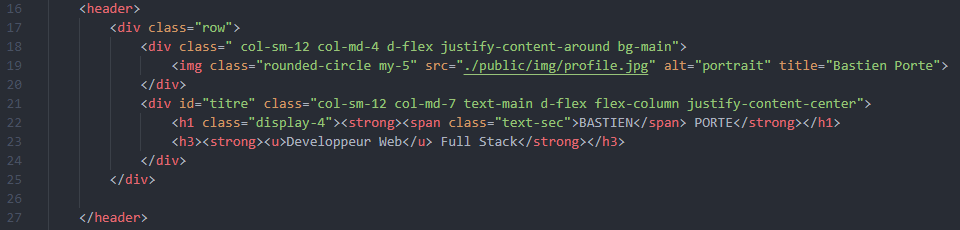 16 <header>
17 <div class="row">
18 <div class=" col-sm-12 col-md-4 d-flex justify-content-around bg-main">
19 <img class="rounded-circle my-5" src="./public/img/profile.jpg" alt="portrait" title="Bastien Porte">
20 </div>
21 <div id="titre" class="col-sm-12 col-md-7 text-main d-flex flex-column justify-content-center">
22 <h1 class="display-4"><strong><span class="text-sec">BASTIEN</span> PORTE</strong></h1>
23 <h3><strong><u>Developpeur Web</u> Full Stack</strong></h3>
24 </div>
25 </div>
26
27 </header>